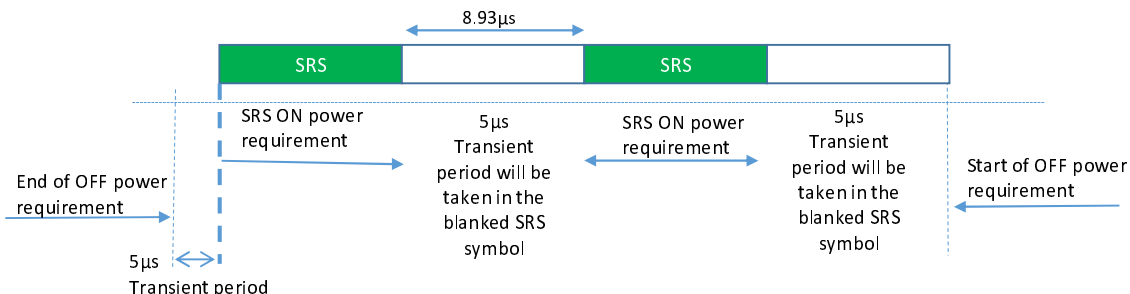 8.93µs
SRS
SRS
SRS ON power
requirement
5µs
Transient
period will be
taken in the
blanked SRS
symbol
SRS ON power
requirement
5µs
Transient
period will be
taken in the
blanked SRS
symbol
End of OFF power
requirement
Start of OFF power
requirement
5µs
Transient period